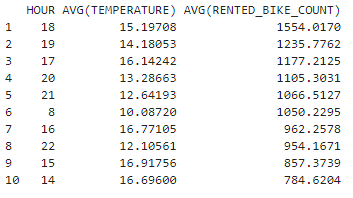 HOUR AVG(TEMPERATURE) AVG(RENTED_BIKE_COUNT)
1 18 15.19708 1554.0170
2 19 14.18053 1235.7762
3 17 16.14242 1177.2125
4 20 13.28663 1105.3031
5 21 12.64193 1066.5127
6 8 10.08720 1050.2295
7 16 16.77105 962.2578
8 22 12.10561 954.1671
9 15 16.91756 857.3739
10 14 16.69600 784.6204